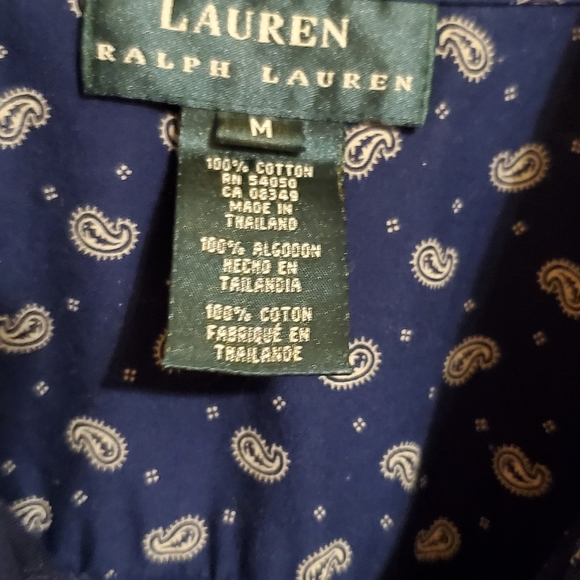 LAUREN
RALPH LAUREN
M
100% COTTON
RN 54050
CA 08349
MADE IN
THAILAND
100% ALGODON
HECHO EN
TAILANDIA
100% COTON
FABRIQUÉ EN
THAILANDE